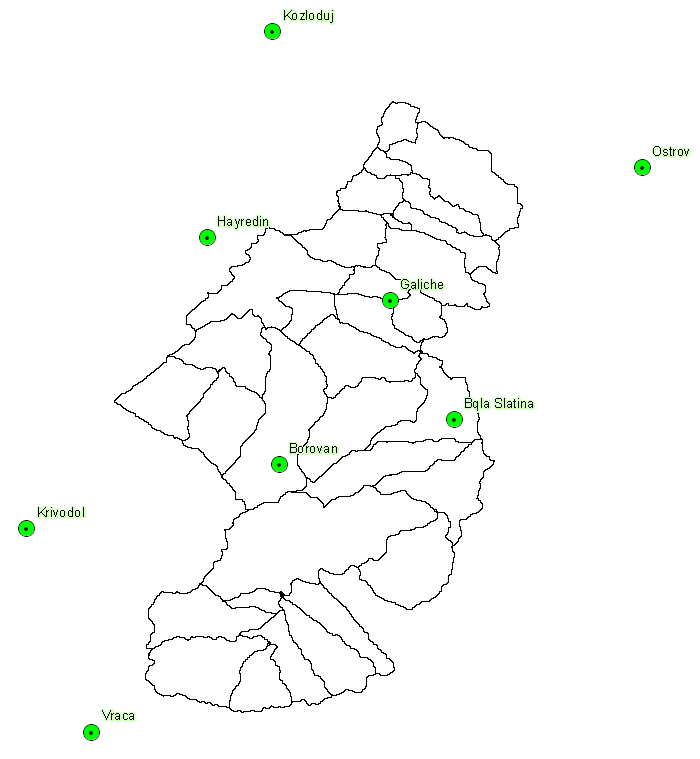 Kozloduj
Ostrov
Hayredin
Galiche
Bqla Slatina
Borovan
Krivodol
Vraca